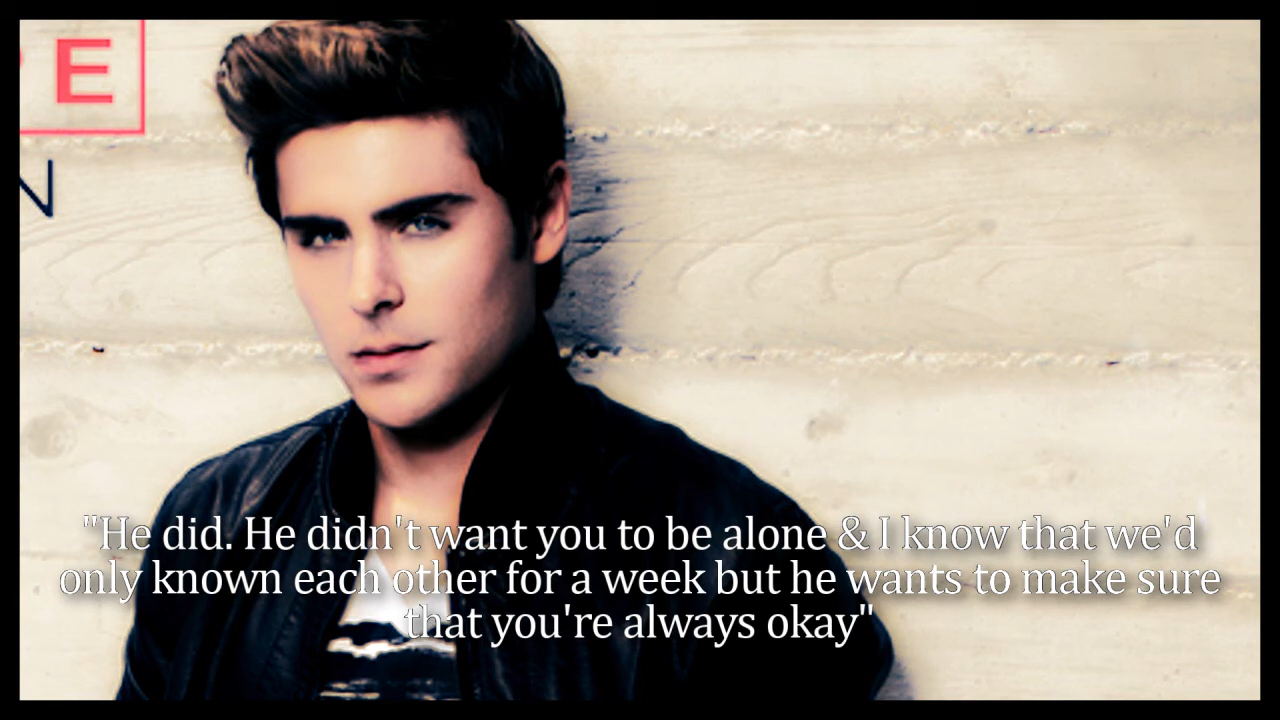 E
N
"He did. He didn't want you to be alone & I know that we'd
only known each other for a week but he wants to make sure
that you're always okay"